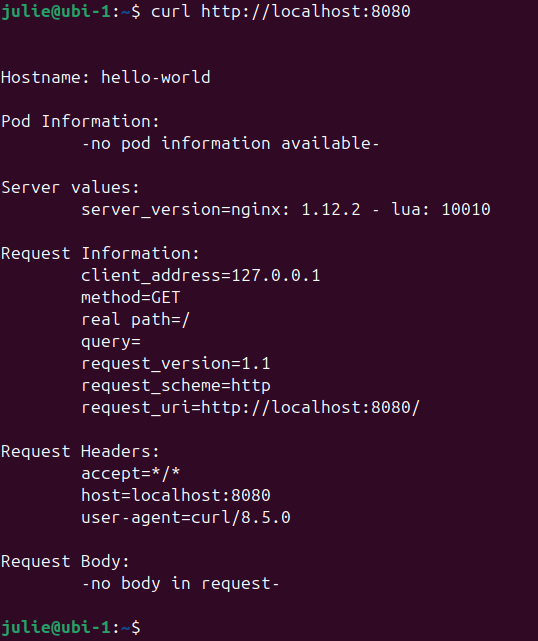 julie@ubi-1:~$ curl http://localhost:8080
Hostname: hello-world
Pod Information:
-no pod information available-
Server values:
server_version=nginx: 1.12.2 - lua: 10010
Request Information:
client_address=127.0.0.1
method=GET
real path=/
query=
request_version=1.1
request_scheme=http
request_uri=http://localhost:8080/
Request Headers:
accept=*/*
host=localhost:8080
user-agent=curl/8.5.0
Request Body:
-no body in request-
julie@ubi-1:~$